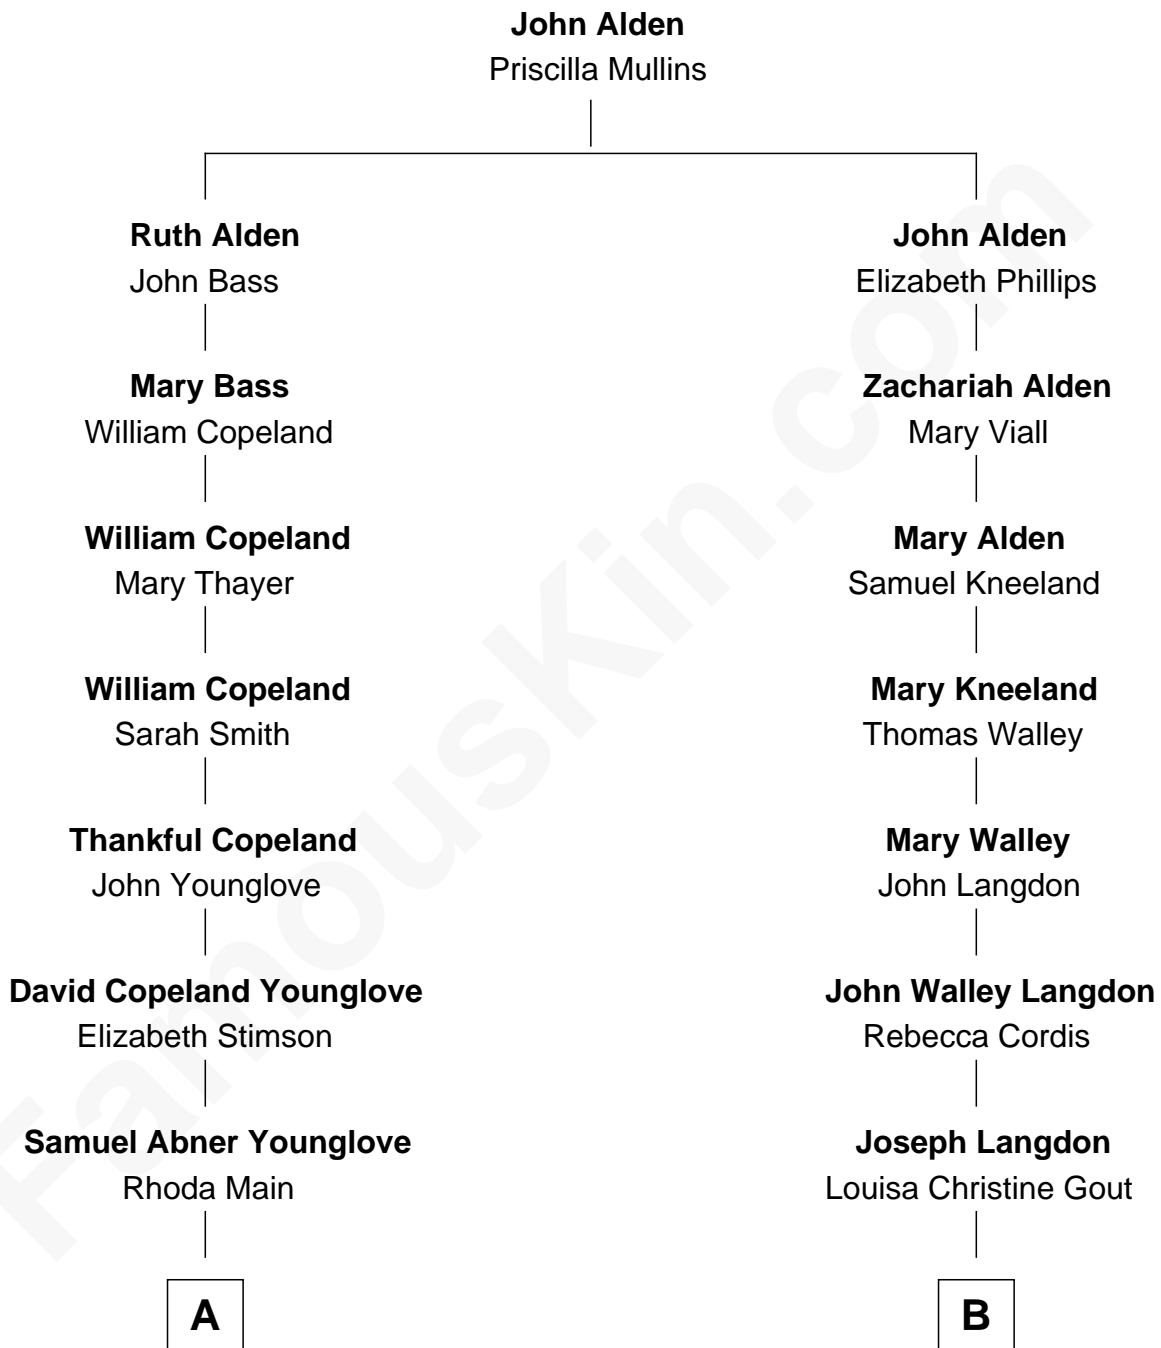 John Alden
Priscilla Mullins
Ruth Alden
John Bass
John Alden
Elizabeth Phillips
Mary Bass
William Copeland
Zachariah Alden
Mary Viall
William Copeland
Mary Thayer
Mary Alden
Samuel Kneeland
William Copeland
Sarah Smith
Mary Kneeland
Thomas Walley
Thankful Copeland
John Younglove
Mary Walley
John Langdon
David Copeland Younglove
Elizabeth Stimson
John Walley Langdon
Rebecca Cordis
Samuel Abner Younglove
Rhoda Main
Joseph Langdon
Louisa Christine Gout
A
B
FamousKin.com